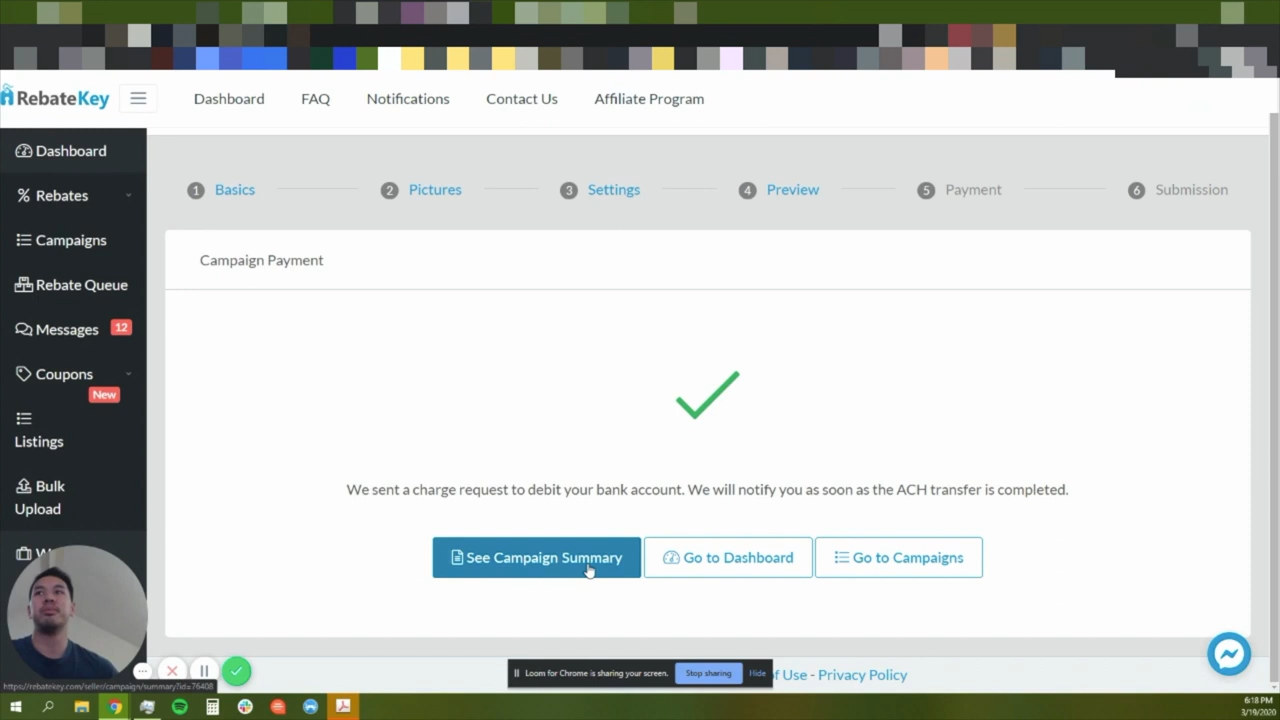 RebateKey
Dashboard
FAQ
Notifications
Contact Us
Affiliate Program
Dashboard
Rebates
Campaigns
Rebate Queue
Messages 12
Coupons
New
Listings
Bulk
Upload
W
1 Basics
2 Pictures
3 Settings
4 Preview
5 Payment
6 Submission
Campaign Payment
We sent a charge request to debit your bank account. We will notify you as soon as the ACH transfer is completed.
See Campaign Summary
Go to Dashboard
Go to Campaigns
Loom for Chrome is sharing your screen.
Stop sharing
Hide
of Use - Privacy Policy
https://rebatekey.com/seller/campaign/summary?id=76408
6:18 PM
3/19/2020